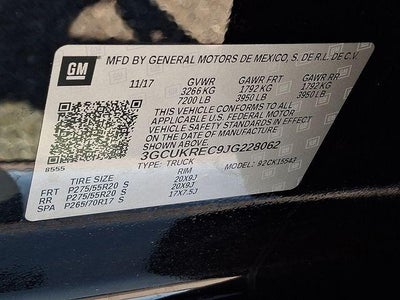 GM
MFD BY GENERAL MOTORS DE MEXICO, S. DE R.L. DE C.V.
11/17 GVWR GAWR FRT GAWR RR
3266 KG 1792 KG 1792 KG
7200 LB 3950 LB 3950 LB
THIS VEHICLE CONFORMS TO ALL APPLICABLE
U.S. FEDERAL MOTOR VEHICLE SAFETY STANDARDS IN EFFECT ON THE DATE OF
MANUFACTURE SHOWN ABOVE.
3GCUKREC9JG228062
TYPE: TRUCK MODEL: 92CK15543
8555
TIRE SIZE RIM
FRT P275/55R20 S 20X9J
RR P275/55R20 S 20X9J
SPA P265/70R17 S 17X7.5J